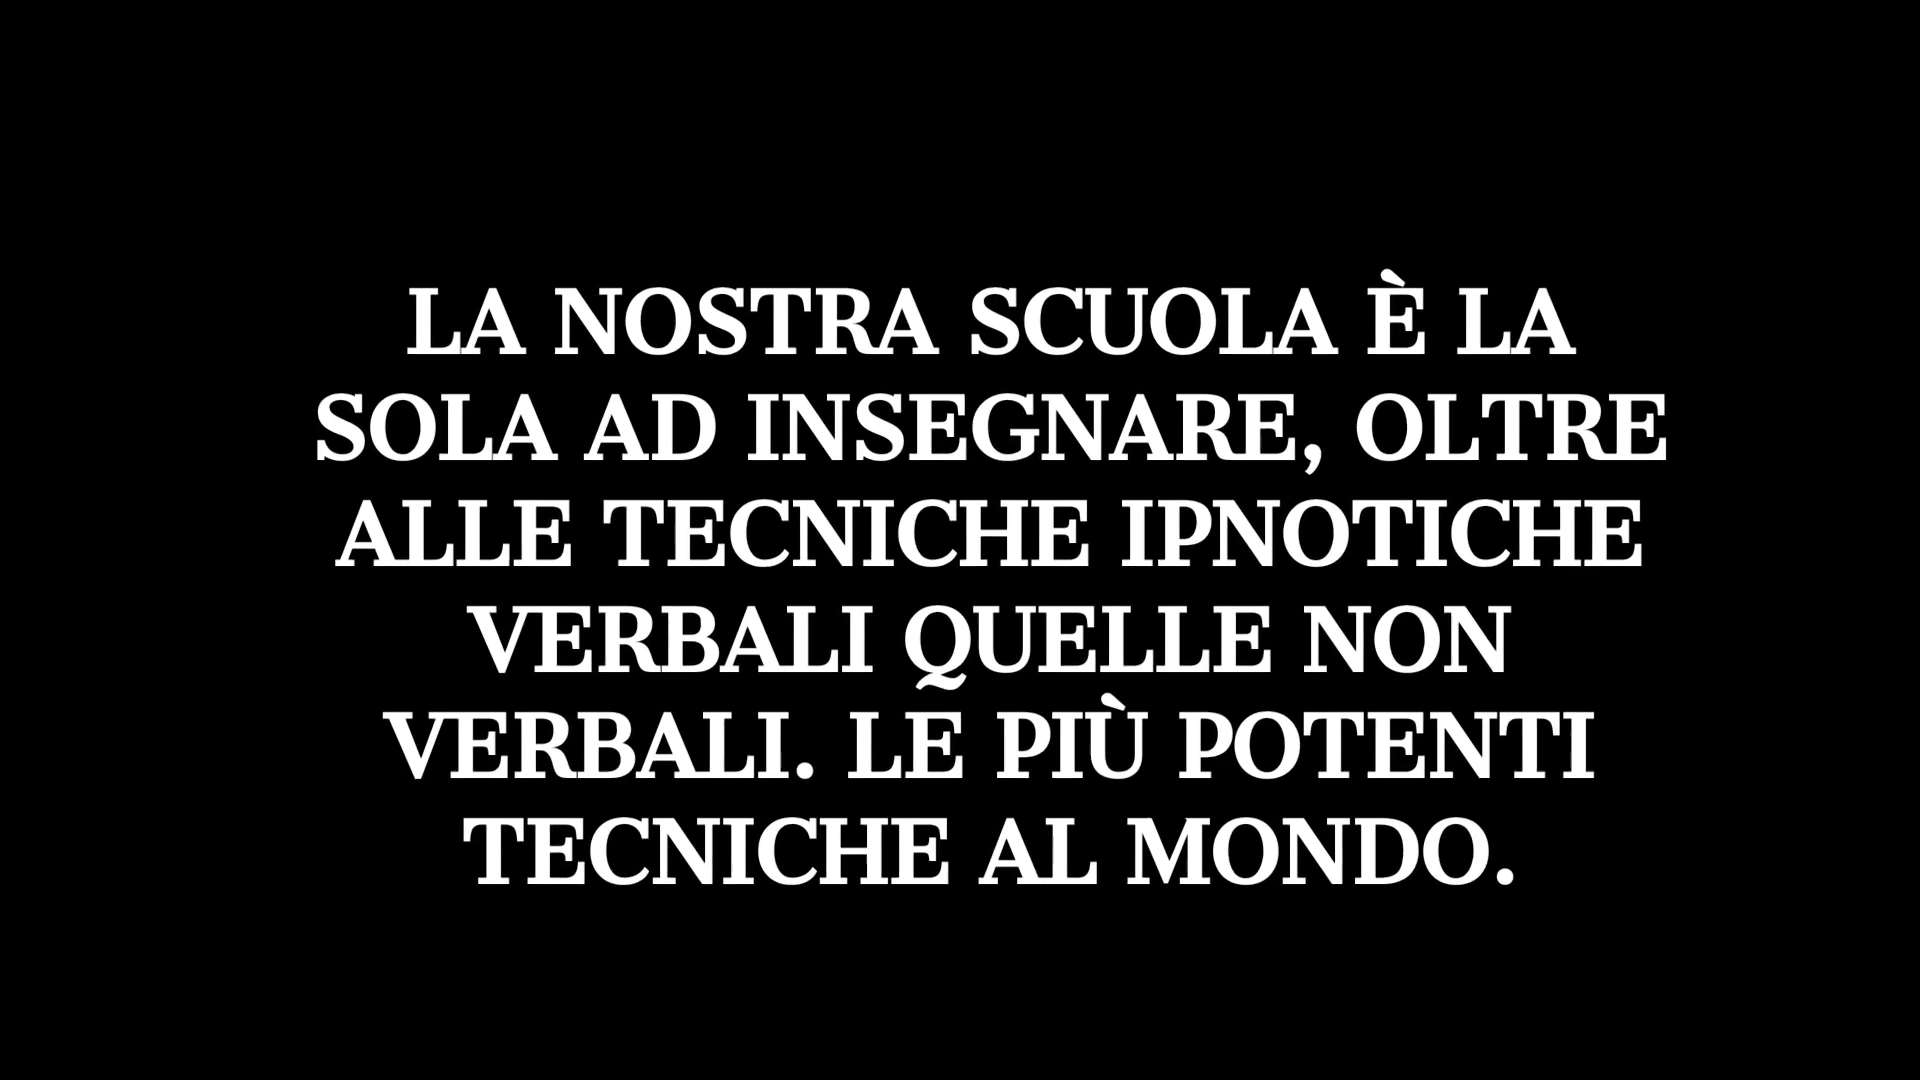 LA NOSTRA SCUOLA È LA
SOLA AD INSEGNARE, OLTRE
ALLE TECNICHE IPNOTICHE
VERBALI QUELLE NON
VERBALI. LE PIÙ POTENTI
TECNICHE AL MONDO.